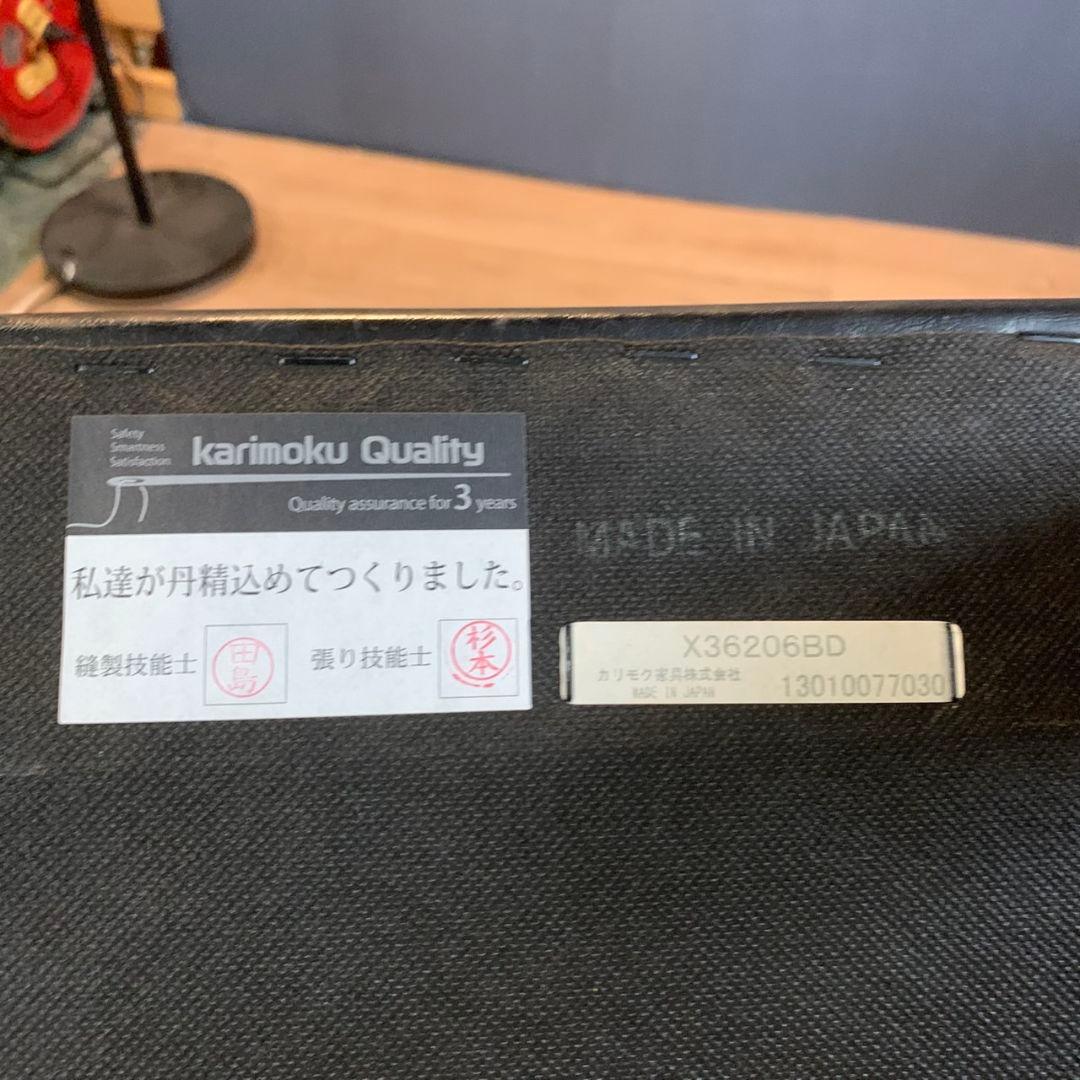 Safety
Smartness
Satisfaction
karimoku Quality
Quality assurance for 3 years
私達が丹精込めてつくりました。
縫製技能士
田島
張り技能士
杉本
MADE IN JAPAN
X36206BD
カリモク家具株式会社
MADE IN JAPAN
13010077030